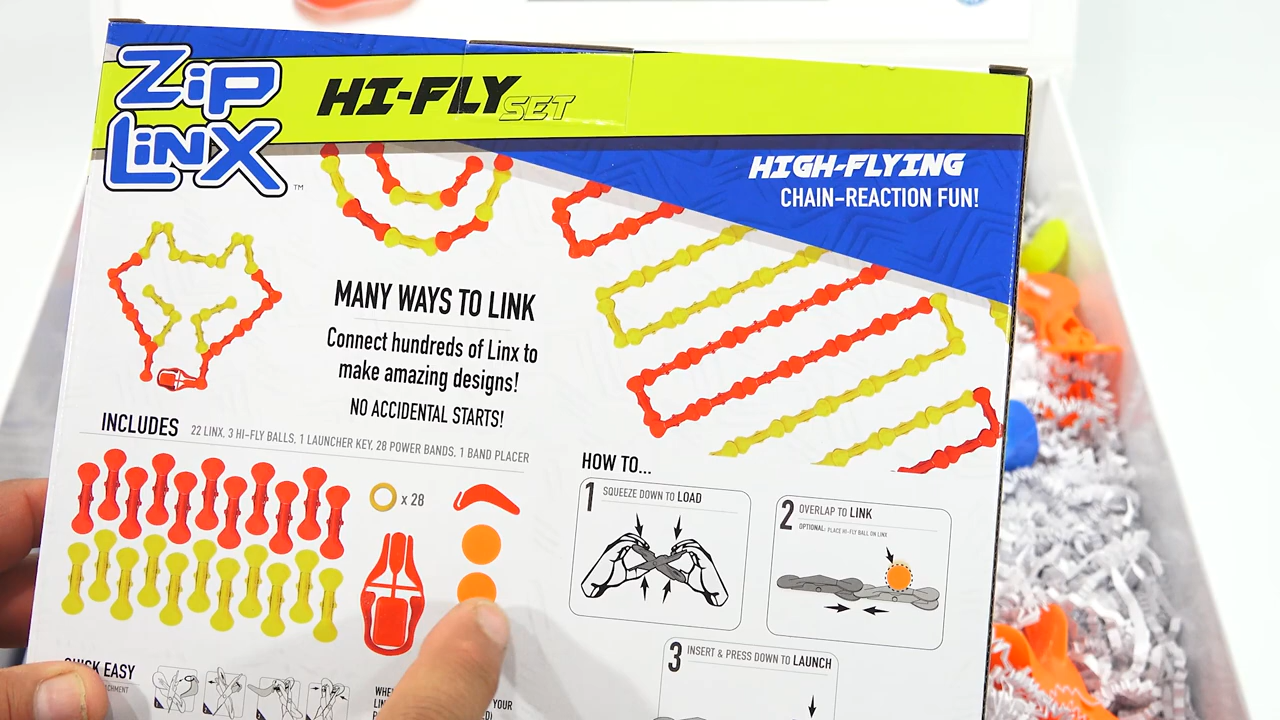 ZiP
LiNX
™
HI-FLY SET
HIGH-FLYING
CHAIN-REACTION FUN!
MANY WAYS TO LINK
Connect hundreds of Linx to
make amazing designs!
NO ACCIDENTAL STARTS!
INCLUDES 22 LINX, 3 HI-FLY BALLS, 1 LAUNCHER KEY, 28 POWER BANDS, 1 BAND PLACER
x 28
HOW TO...
1 SQUEEZE DOWN TO LOAD
2 OVERLAP TO LINK
OPTIONAL: PLACE HI-FLY BALL ON LINX
3 INSERT & PRESS DOWN TO LAUNCH
EASY